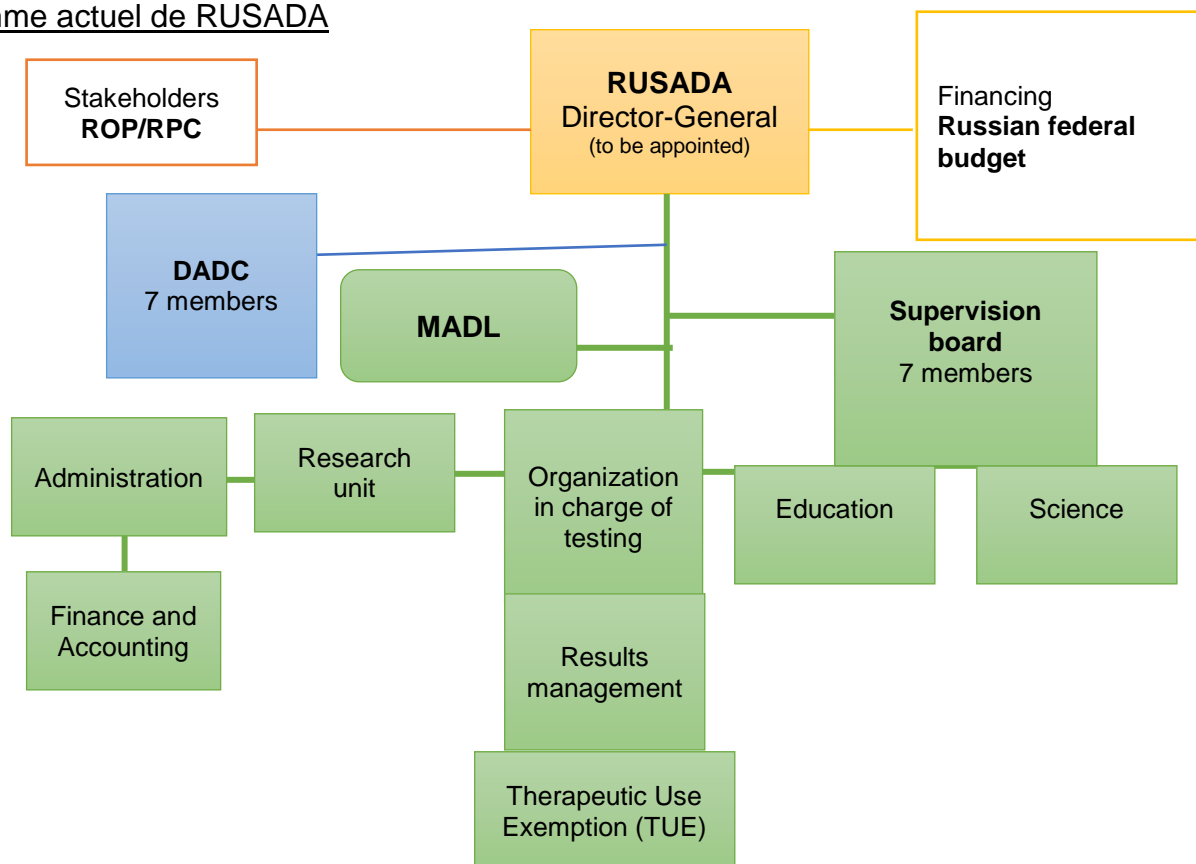 me actuel de RUSADA
Stakeholders
ROP/RPC
RUSADA
Director-General
(to be appointed)
Financing
Russian federal
budget
DADC
7 members
MADL
Supervision
board
7 members
Administration
Research
unit
Organization
in charge of
testing
Education
Science
Finance and
Accounting
Results
management
Therapeutic Use
Exemption (TUE)